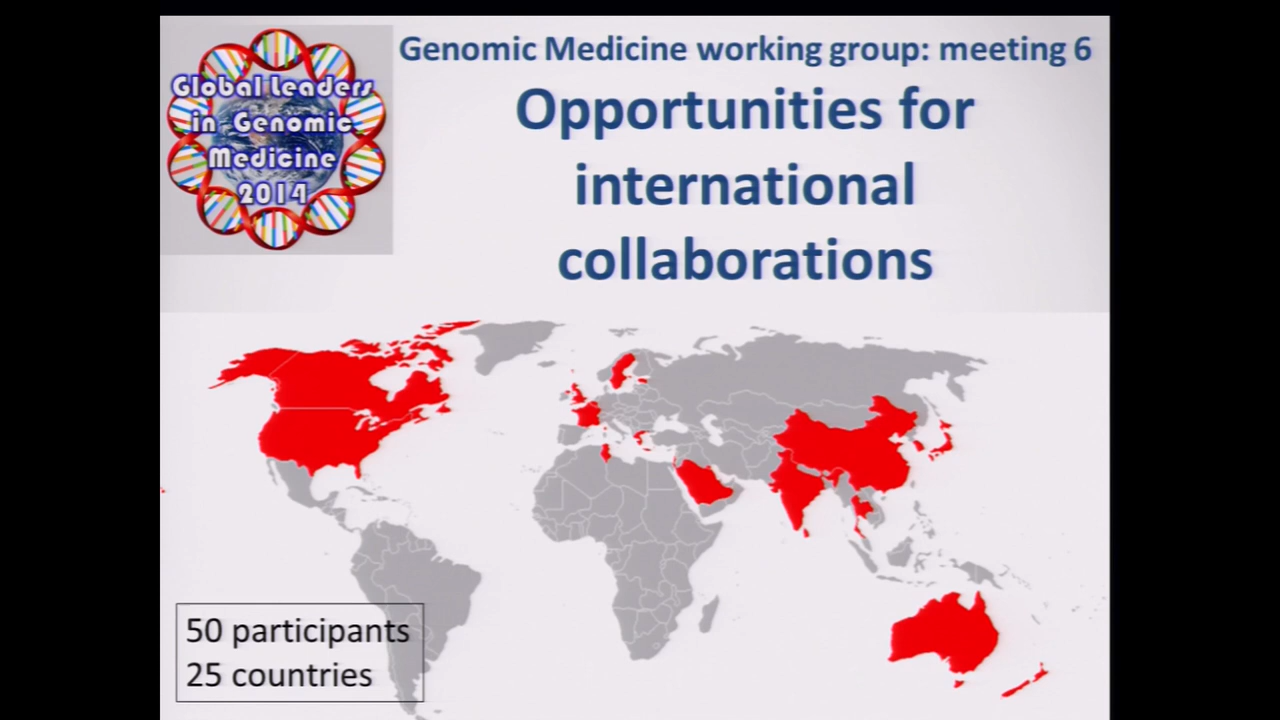 Genomic Medicine working group: meeting 6
Global Leaders
in Genomic
Medicine
2014
Opportunities for
international
collaborations
50 participants
25 countries